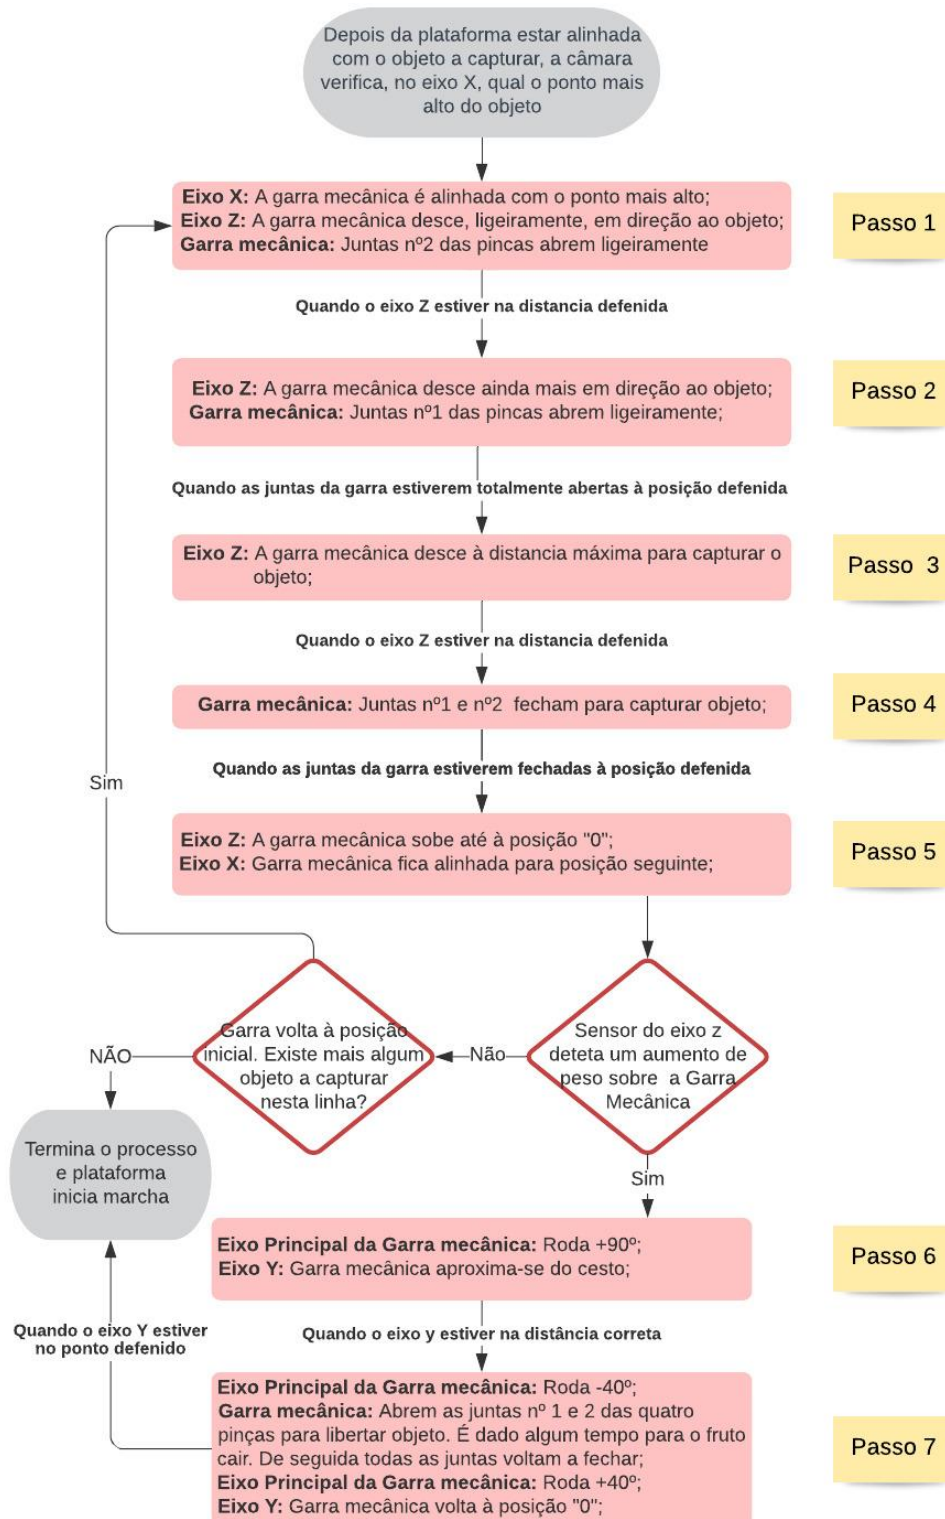 Depois da plataforma estar alinhada
com o objeto a capturar, a câmara
verifica, no eixo X, qual o ponto mais
alto do objeto
Eixo X: A garra mecânica é alinhada com o ponto mais alto;
Eixo Z: A garra mecânica desce, ligeiramente, em direção ao objeto;
Garra mecânica: Juntas nº2 das pincas abrem ligeiramente
Passo 1
Quando o eixo Z estiver na distancia defenida
Eixo Z: A garra mecânica desce ainda mais em direção ao objeto;
Garra mecânica: Juntas nº1 das pincas abrem ligeiramente;
Passo 2
Quando as juntas da garra estiverem totalmente abertas à posição defenida
Eixo Z: A garra mecânica desce à distancia máxima para capturar o
objeto;
Passo 3
Quando o eixo Z estiver na distancia defenida
Garra mecânica: Juntas nº1 e nº2 fecham para capturar objeto;
Passo 4
Quando as juntas da garra estiverem fechadas à posição defenida
Sim
Eixo Z: A garra mecânica sobe até à posição "0";
Eixo X: Garra mecânica fica alinhada para posição seguinte;
Passo 5
Sensor do eixo z
deteta um aumento de
peso sobre a Garra
Mecânica
Não
Garra volta à posição
inicial. Existe mais algum
objeto a capturar
nesta linha?
NÃO
Termina o processo
e plataforma
inicia marcha
Sim
Eixo Principal da Garra mecânica: Roda +90º;
Eixo Y: Garra mecânica aproxima-se do cesto;
Passo 6
Quando o eixo Y estiver
no ponto defenido
Quando o eixo y estiver na distância correta
Eixo Principal da Garra mecânica: Roda -40º;
Garra mecânica: Abrem as juntas nº 1 e 2 das quatro
pinças para libertar objeto. É dado algum tempo para o fruto
cair. De seguida todas as juntas voltam a fechar;
Eixo Principal da Garra mecânica: Roda +40º;
Eixo Y: Garra mecânica volta à posição "0";
Passo 7